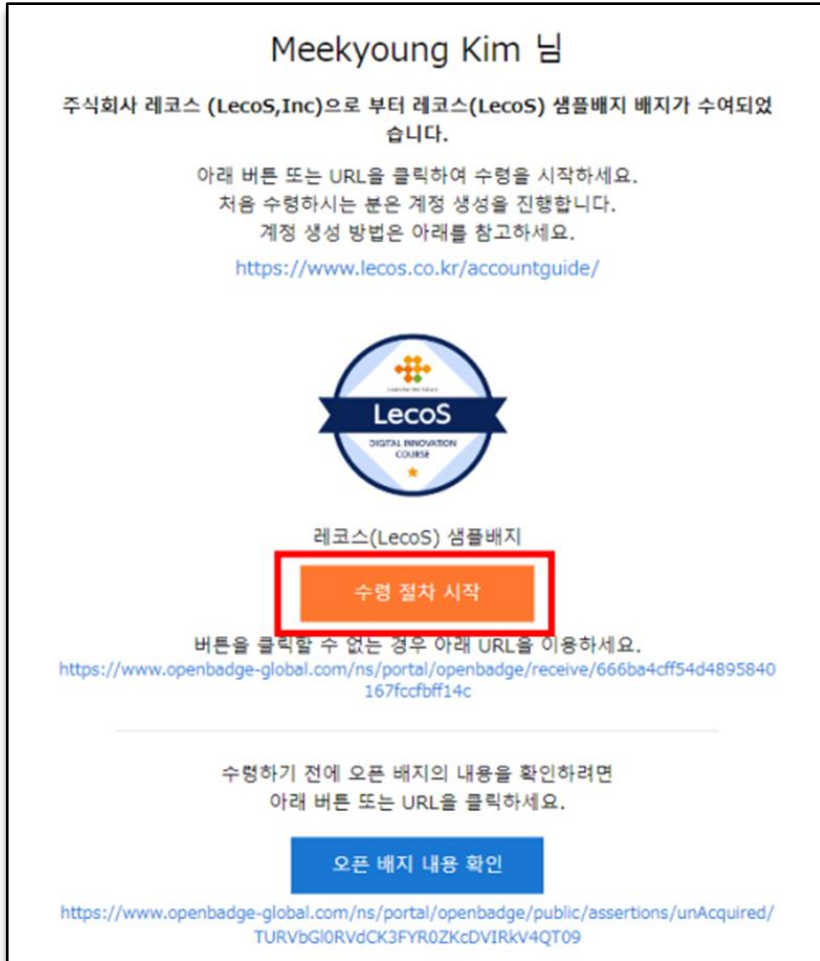 Meekyoung Kim 님
주식회사 레코스 (LecoS,Inc)으로 부터 레코스(LecoS) 샘플배지 배지가 수여되었
습니다.
아래 버튼 또는 URL을 클릭하여 수령을 시작하세요.
처음 수령하시는 분은 계정 생성을 진행합니다.
계정 생성 방법은 아래를 참고하세요.
https://www.lecos.co.kr/accountguide/
LecoS
DIGITAL INNOVATION
COURSE
레코스(LecoS) 샘플배지
수령 절차 시작
버튼을 클릭할 수 없는 경우 아래 URL을 이용하세요.
https://www.openbadge-global.com/ns/portal/openbadge/receive/666ba4cff54d4895840
167fccfbff14c
수령하기 전에 오픈 배지의 내용을 확인하려면
아래 버튼 또는 URL을 클릭하세요.
오픈 배지 내용 확인
https://www.openbadge-global.com/ns/portal/openbadge/public/assertions/unAcquired/
TURVbGl0RVdCK3FYR0ZKcDVIRkV4QT09